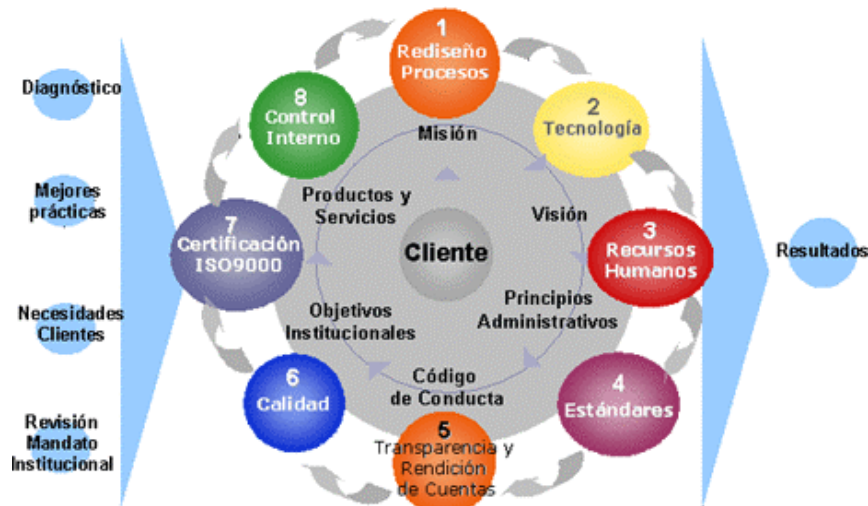 Diagnóstico
Mejores
prácticas
Necesidades
Clientes
Revisión
Mandato
Institucional
1
Rediseño
Procesos
2
Tecnología
3
Recursos
Humanos
4
Estándares
5
Transparencia y
Rendición
de Cuentas
6
Calidad
7
Certificación
ISO9000
8
Control
Interno
Misión
Visión
Principios
Administrativos
Código
de Conducta
Objetivos
Institucionales
Productos y
Servicios
Cliente
Resultados